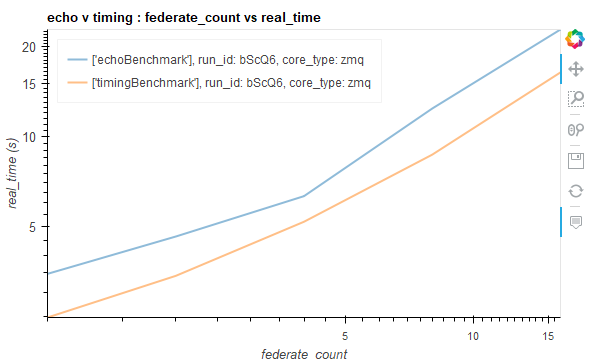 echo v timing : federate_count vs real_time
['echoBenchmark'], run_id: bScQ6, core_type: zmq
['timingBenchmark'], run_id: bScQ6, core_type: zmq
real_time (s)
20
15
10
5
5
10
15
federate_count